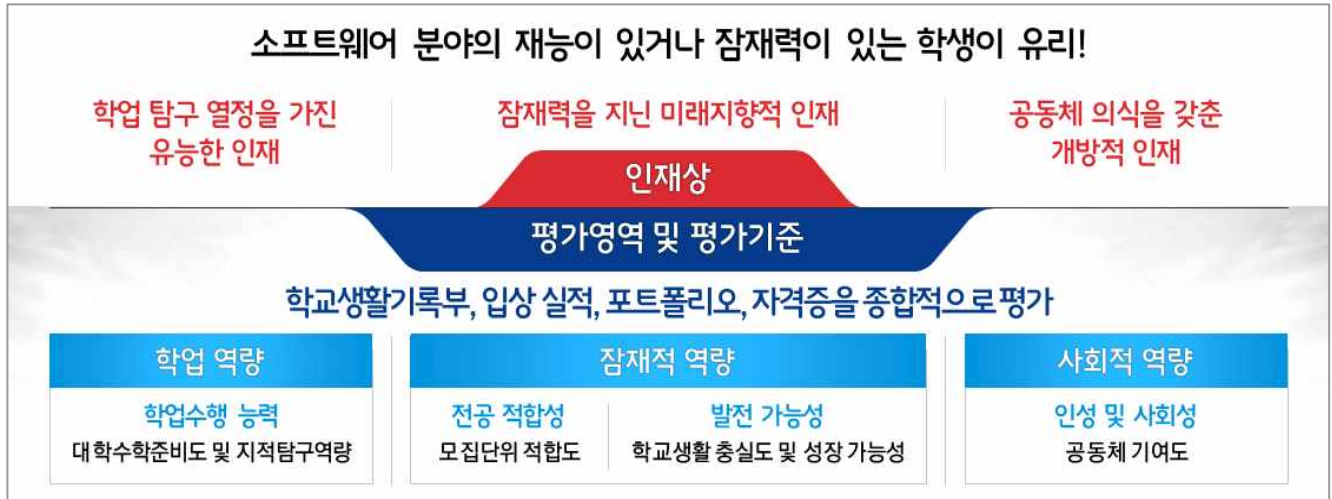 소프트웨어 분야의 재능이 있거나 잠재력이 있는 학생이 유리!
학업 탐구 열정을 가진
유능한 인재
잠재력을 지닌 미래지향적 인재
공동체 의식을 갖춘
개방적 인재
인재상
평가영역 및 평가기준
학교생활기록부, 입상 실적, 포트폴리오, 자격증을 종합적으로 평가
학업 역량
학업수행 능력
대학수학준비도 및 지적탐구역량
잠재적 역량
전공 적합성
모집단위 적합도
발전 가능성
학교생활 충실도 및 성장 가능성
사회적 역량
인성 및 사회성
공동체 기여도